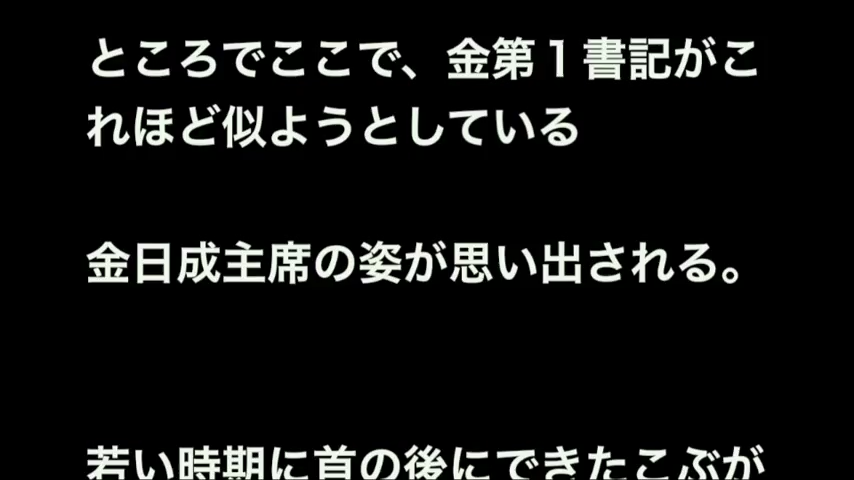 ところでここで、金第１書記がこ
れほど似ようとしている
金日成主席の姿が思い出される。
若い時期に首の後にできたこぶが